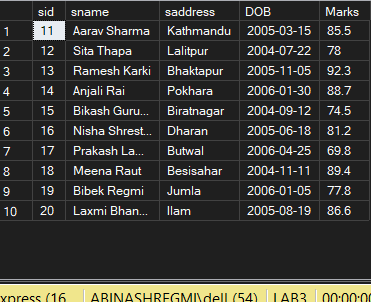 sid sname saddress DOB Marks
1 11 Aarav Sharma Kathmandu 2005-03-15 85.5
2 12 Sita Thapa Lalitpur 2004-07-22 78
3 13 Ramesh Karki Bhaktapur 2005-11-05 92.3
4 14 Anjali Rai Pokhara 2006-01-30 88.7
5 15 Bikash Guru... Biratnagar 2004-09-12 74.5
6 16 Nisha Shrest... Dharan 2005-06-18 81.2
7 17 Prakash La... Butwal 2006-04-25 69.8
8 18 Meena Raut Besisahar 2004-11-11 89.4
9 19 Bibek Regmi Jumla 2006-01-05 77.8
10 20 Laxmi Bhan... Ilam 2005-08-19 86.6
xpress (16... ABINASHREGMI\dell (54) LAB3 00:00:0